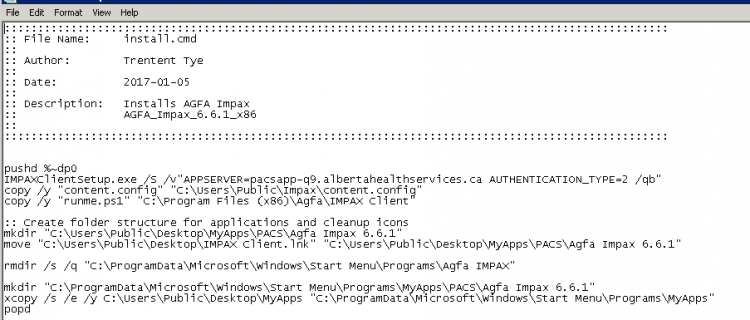 File Edit Format View Help
::::::::::::::::::::::::::::::::::::::::::::::::::::::::::::::::::::::::::::::::::::::::::::::::::::
:: File Name: install.cmd
::
:: Author: Trentent Tye
::
:: Date: 2017-01-05
::
:: Description: Installs AGFA Impax
:: AGFA_Impax_6.6.1_x86
::
::::::::::::::::::::::::::::::::::::::::::::::::::::::::::::::::::::::::::::::::::::::::::::::::::::
pushd %~dp0
IMPAXClientSetup.exe /S /v"APPSERVER=pacsapp-q9.albertahealthservices.ca AUTHENTICATION_TYPE=2 /qb"
copy /y "content.config" "C:\Users\Public\Impax\content.config"
copy /y "runme.ps1" "C:\Program Files (x86)\Agfa\IMPAX Client"
:: Create folder structure for applications and cleanup icons
mkdir "C:\Users\Public\Desktop\MyApps\PACS\Agfa Impax 6.6.1"
move "C:\Users\Public\Desktop\IMPAX Client.lnk" "C:\Users\Public\Desktop\MyApps\PACS\Agfa Impax 6.6.1"
rmdir /s /q "C:\ProgramData\Microsoft\Windows\Start Menu\Programs\Agfa IMPAX"
mkdir "C:\ProgramData\Microsoft\Windows\Start Menu\Programs\MyApps\PACS\Agfa Impax 6.6.1"
xcopy /s /e /y C:\Users\Public\Desktop\MyApps "C:\ProgramData\Microsoft\Windows\Start Menu\Programs\MyApps"
popd